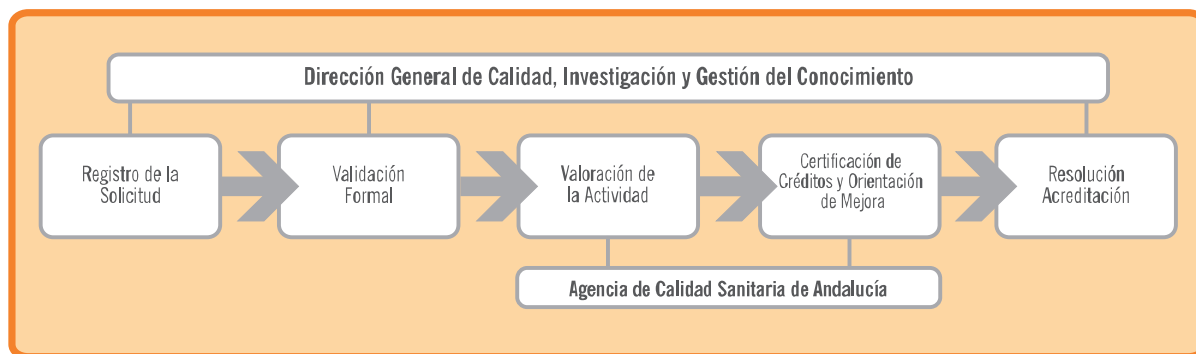 Dirección General de Calidad, Investigación y Gestión del Conocimiento
Registro de la
Solicitud
Validación
Formal
Valoración de
la Actividad
Certificación de
Créditos y Orientación
de Mejora
Resolución
Acreditación
Agencia de Calidad Sanitaria de Andalucía